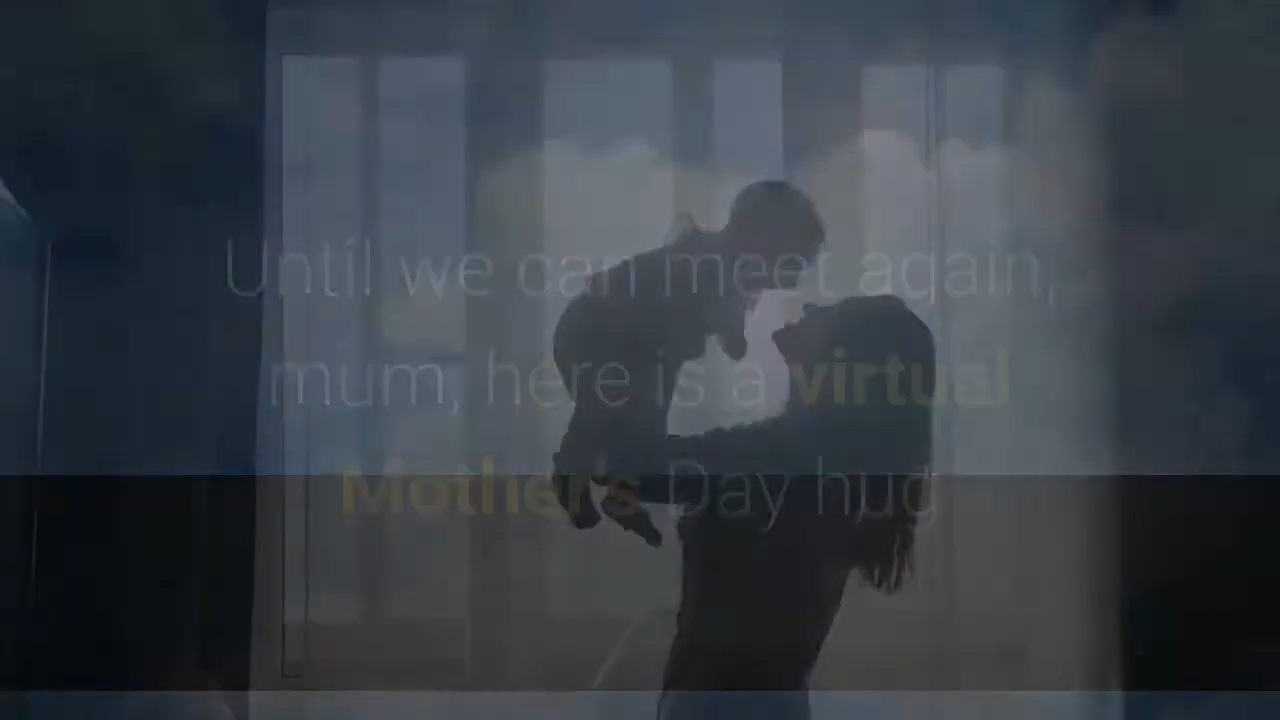 Until we can meet again,
mum, here is a virtual
Mother's Day hug